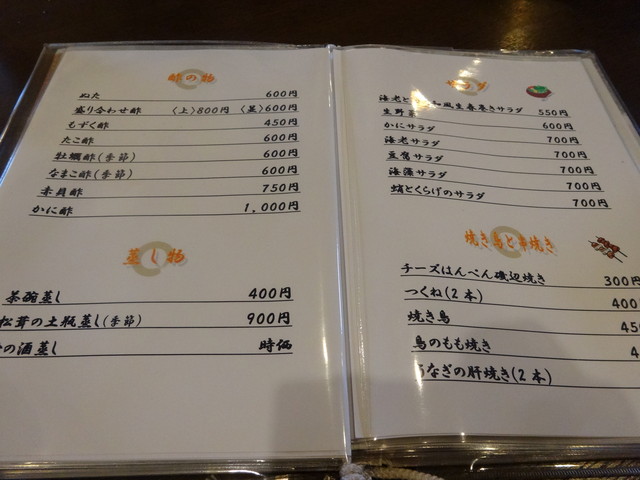 酢の物
ぬた 600円
盛り合わせ酢 〈上〉800円 〈並〉600円
もずく酢 450円
たこ酢 600円
牡蠣酢(季節) 600円
なまこ酢(季節) 600円
赤貝酢 750円
かに酢 1,000円
蒸し物
茶碗蒸し 400円
松茸の土瓶蒸し(季節) 900円
の酒蒸し 時価
サラダ
海老と 和風生春巻きサラダ 550円
生野菜 600円
かにサラダ 700円
海老サラダ 700円
豆腐サラダ 700円
海藻サラダ 700円
蛸とくらげのサラダ 700円
焼き鳥と串焼き
チーズはんぺん磯辺焼き 300円
つくね(2本) 400
焼き鳥 45
鳥のもも焼き 4
うなぎの肝焼き(2本)